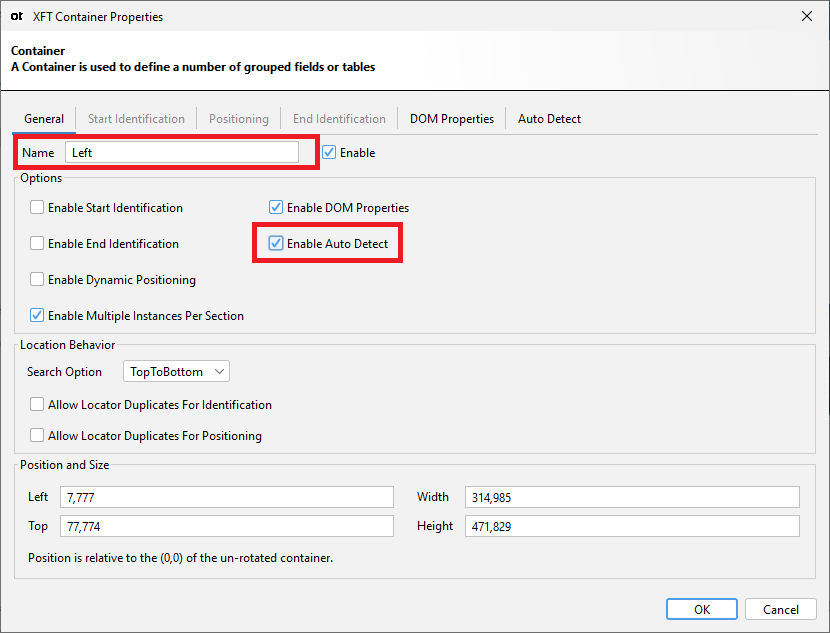 ot XFT Container Properties
Container
A Container is used to define a number of grouped fields or tables
General Start Identification Positioning End Identification DOM Properties Auto Detect
Name Left Enable
Options
Enable Start Identification Enable DOM Properties
Enable End Identification Enable Auto Detect
Enable Dynamic Positioning
Enable Multiple Instances Per Section
Location Behavior
Search Option TopToBottom
Allow Locator Duplicates For Identification
Allow Locator Duplicates For Positioning
Position and Size
Left 7,777 Width 314,985
Top 77,774 Height 471,829
Position is relative to the (0,0) of the un-rotated container.
OK Cancel